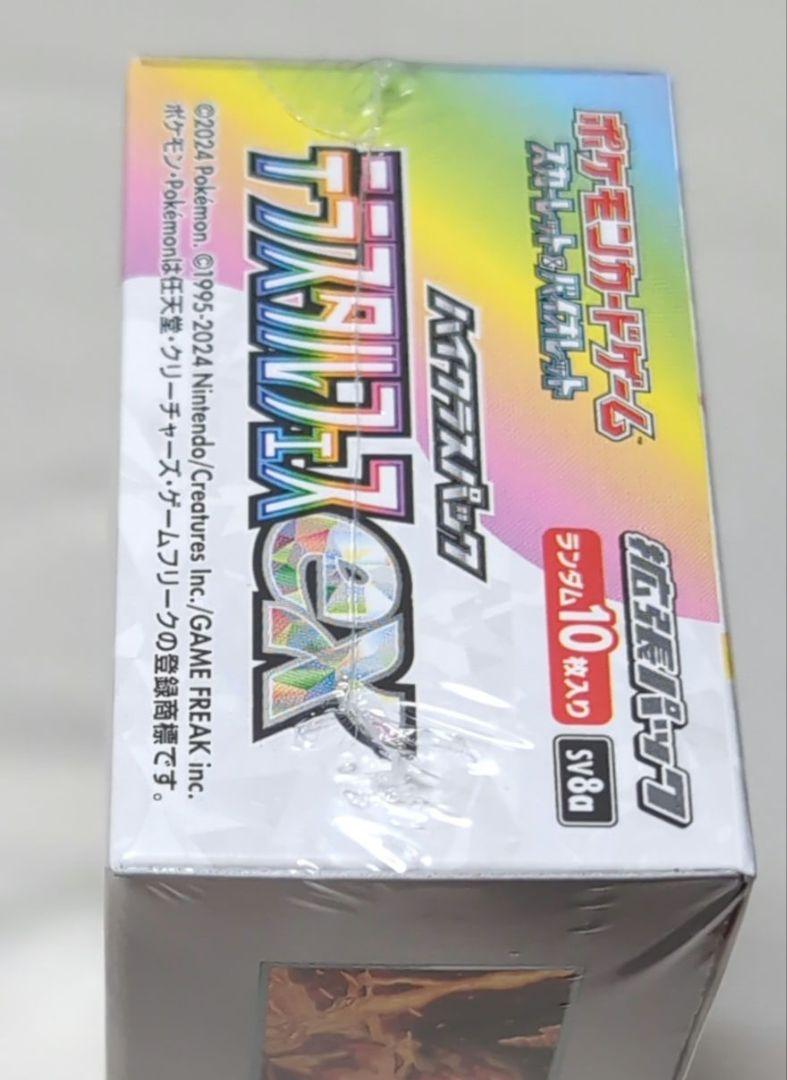 ポケモンカードゲーム™
スカーレット&バイオレット
拡張パック
ランダム10枚入り
sv8a
ハイクラスパック
テラスタルフェスex
©2024 Pokémon. ©1995-2024 Nintendo/Creatures Inc./GAME FREAK inc.
ポケモン・Pokémonは任天堂・クリーチャーズ・ゲームフリークの登録商標です。